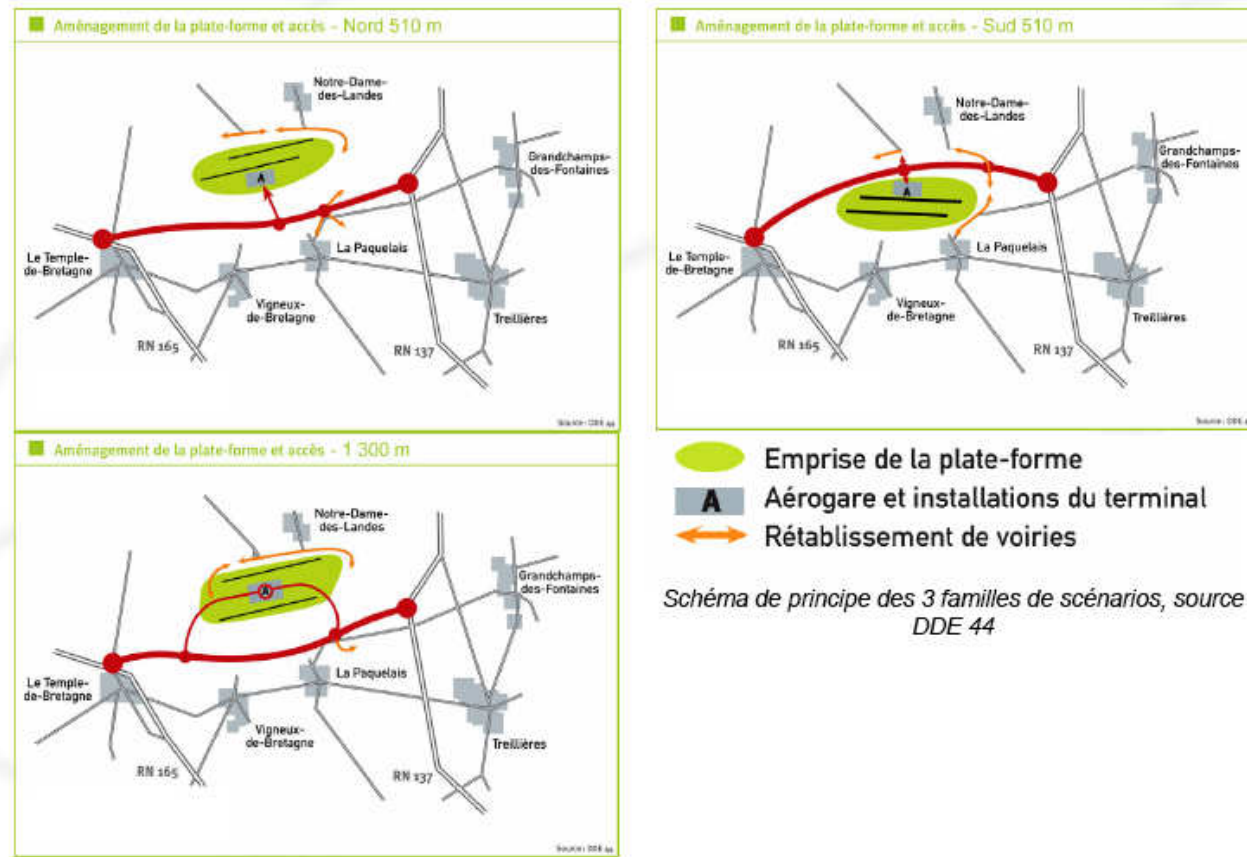 Aménagement de la plate-forme et accès - Nord 510 m
Notre-Dame-
des-Landes
Grandchamps-
des-Fontaines
A
Le Temple-
de-Bretagne
La Paquelais
Vigneux-
de-Bretagne
Treillières
RN 165
RN 137
Source: DDE 44
Aménagement de la plate-forme et accès - Sud 510 m
Notre-Dame-
des-Landes
Grandchamps-
des-Fontaines
A
Le Temple-
de-Bretagne
La Paquelais
Vigneux-
de-Bretagne
Treillières
RN 165
RN 137
Aménagement de la plate-forme et accès - 1 300 m
Notre-Dame-
des-Landes
Grandchamps-
des-Fontaines
A
Le Temple-
de-Bretagne
La Paquelais
Vigneux-
de-Bretagne
Treillières
RN 165
RN 137
Source: DDE 44
Emprise de la plate-forme
A Aérogare et installations du terminal
Rétablissement de voiries
Schéma de principe des 3 familles de scénarios, source
DDE 44